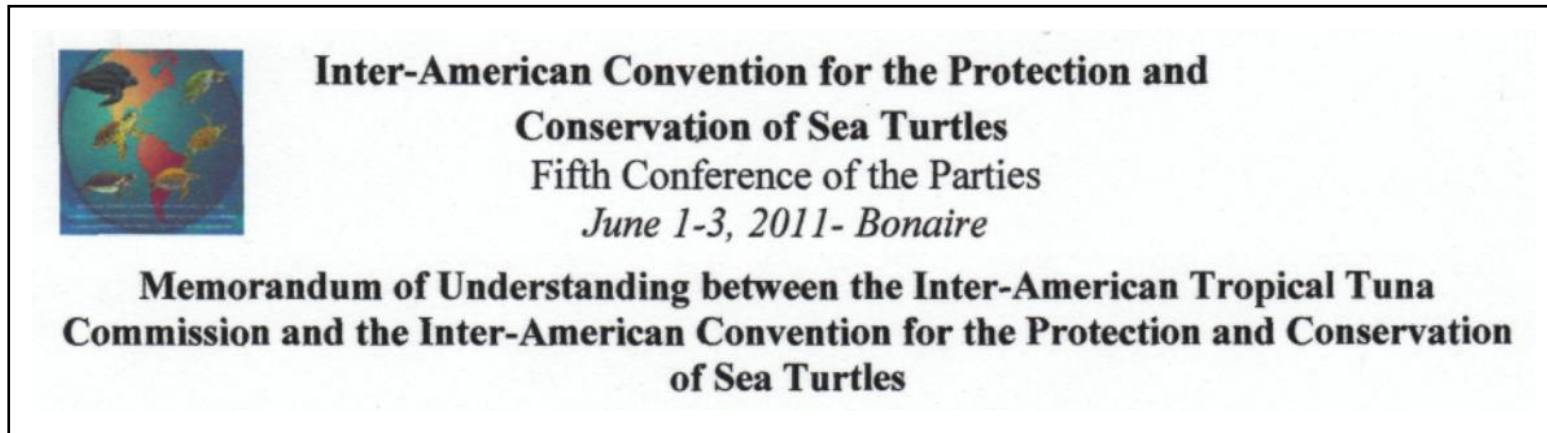 Inter-American Convention for the Protection and
Conservation of Sea Turtles
Fifth Conference of the Parties
June 1-3, 2011- Bonaire
Memorandum of Understanding between the Inter-American Tropical Tuna
Commission and the Inter-American Convention for the Protection and Conservation
of Sea Turtles